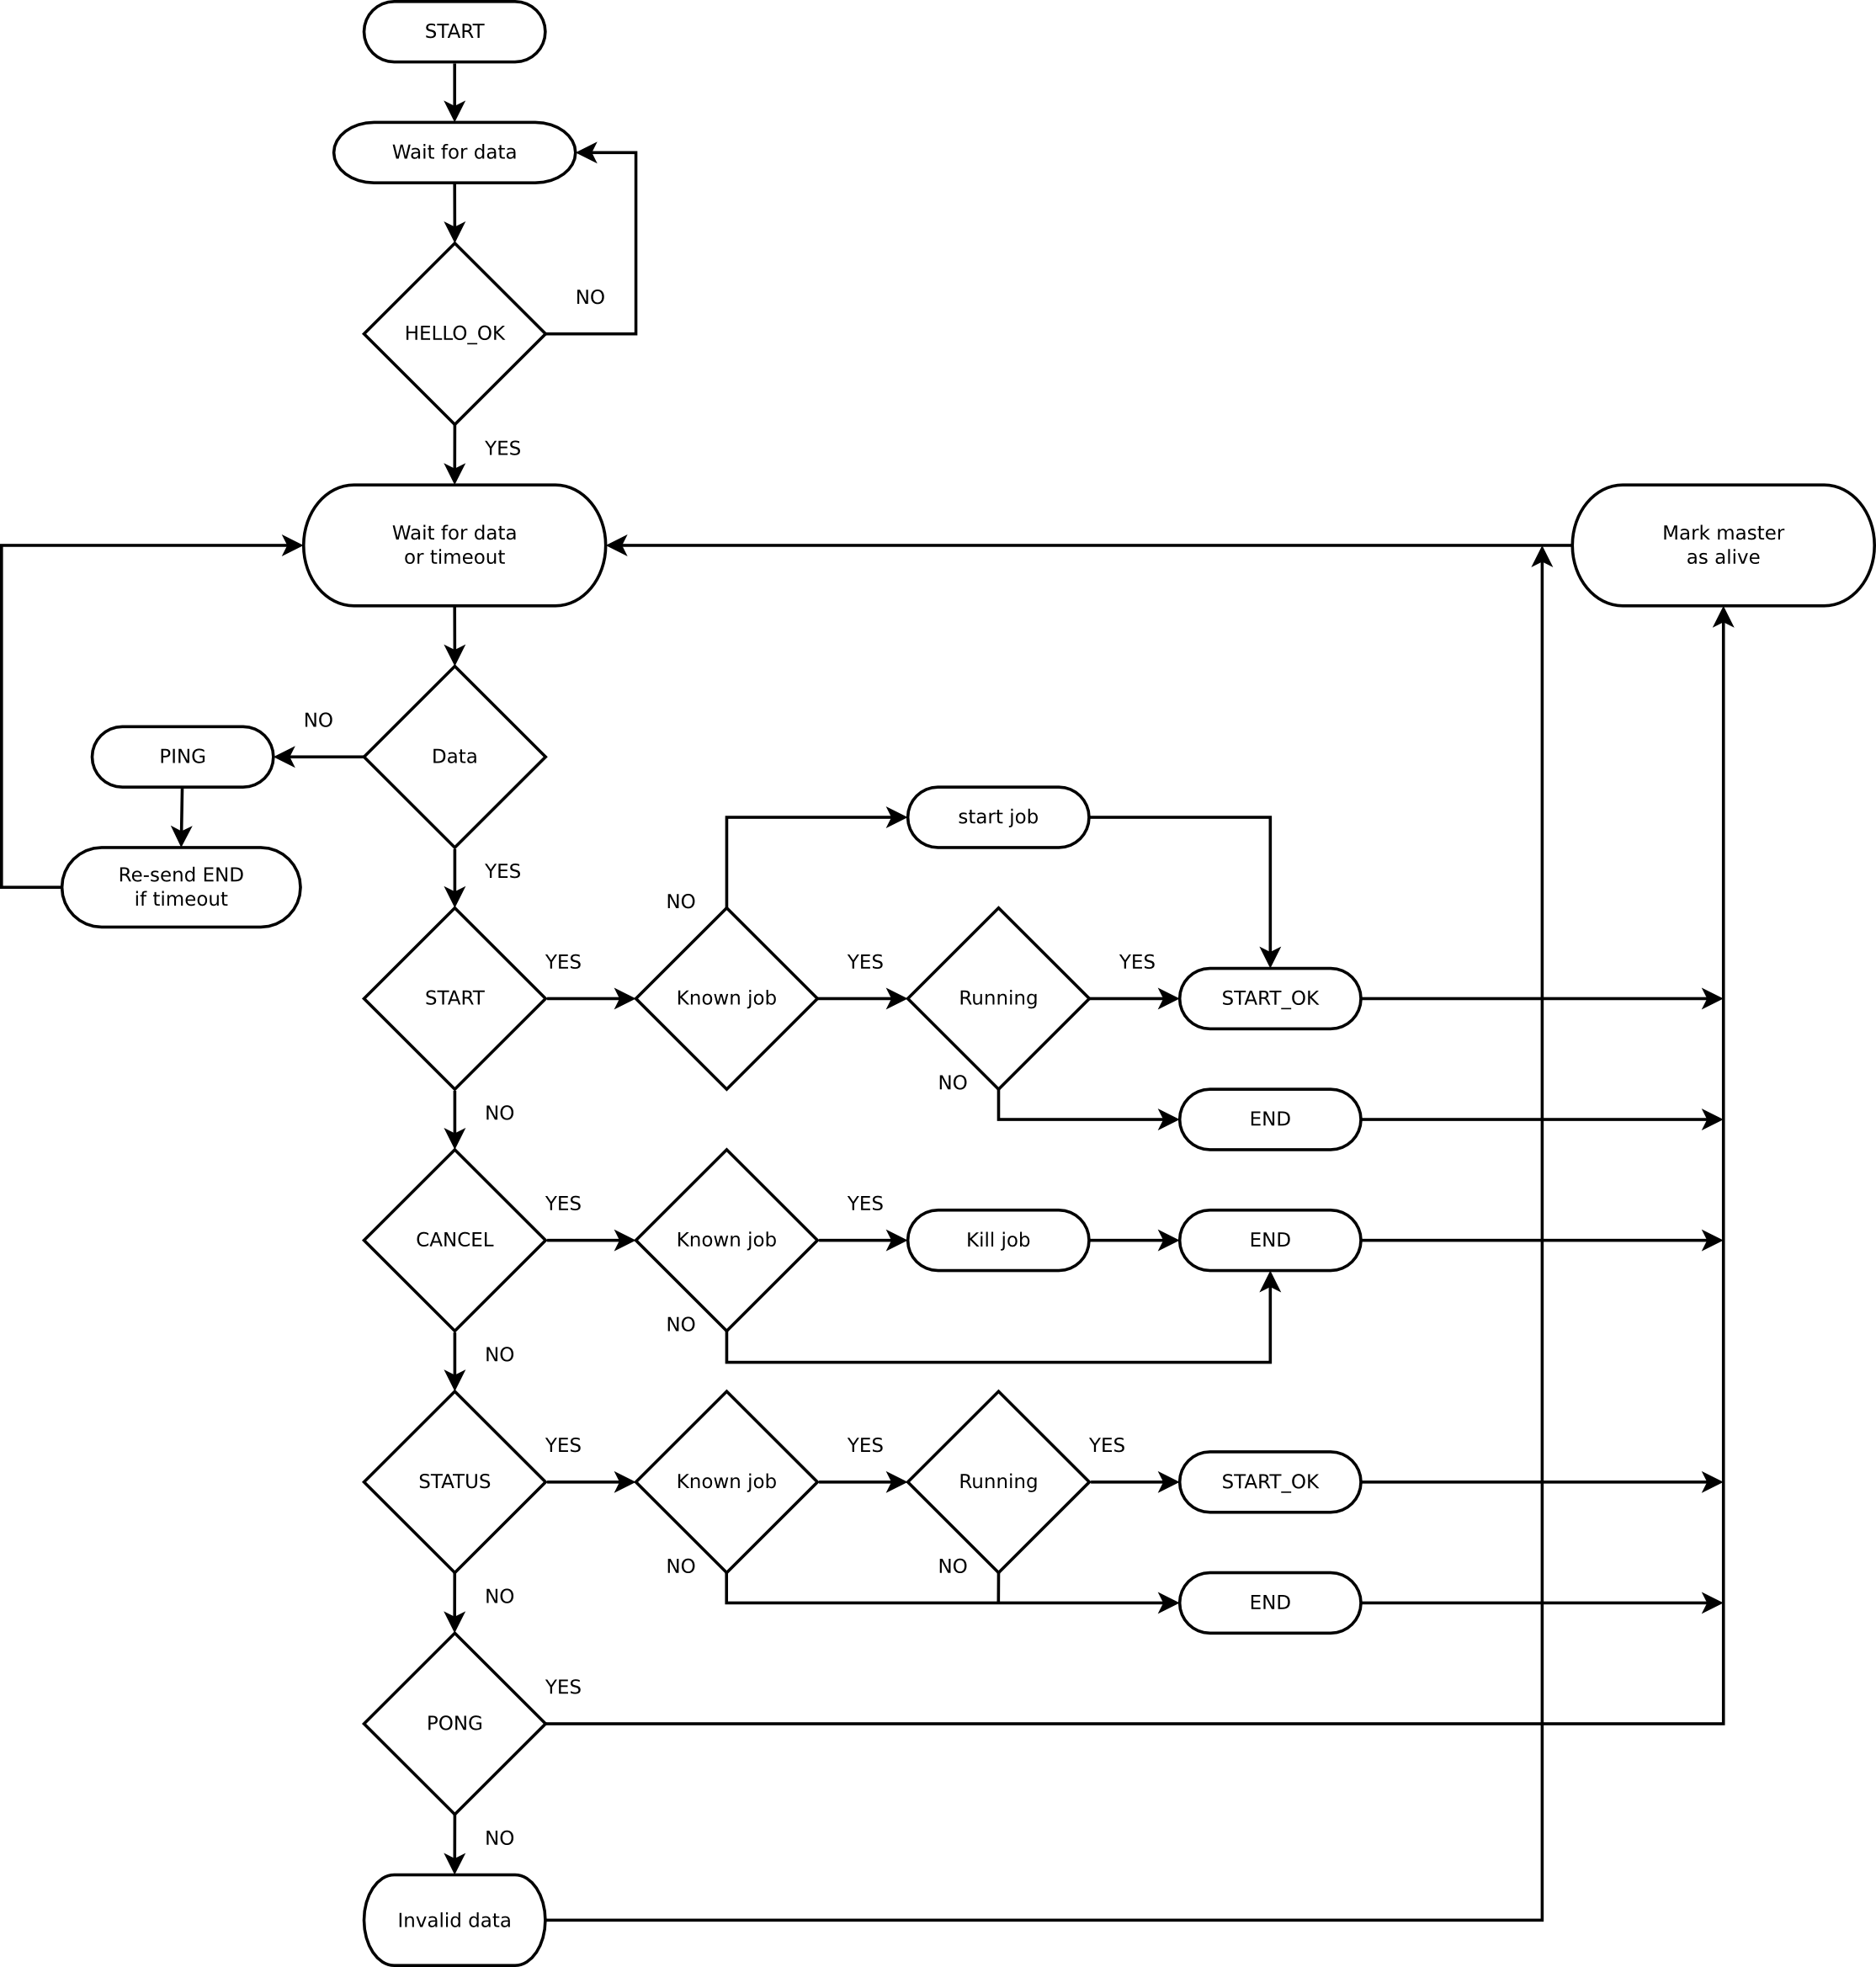 START
Wait for data
NO
HELLO_OK
YES
Wait for data
or timeout
Mark master
as alive
NO
PING
Data
start job
Re-send END
if timeout
YES
NO
YES
YES
YES
START
Known job
Running
START_OK
NO
NO
END
YES
YES
CANCEL
Known job
Kill job
END
NO
NO
YES
YES
YES
STATUS
Known job
Running
START_OK
NO
NO
NO
END
YES
PONG
NO
Invalid data